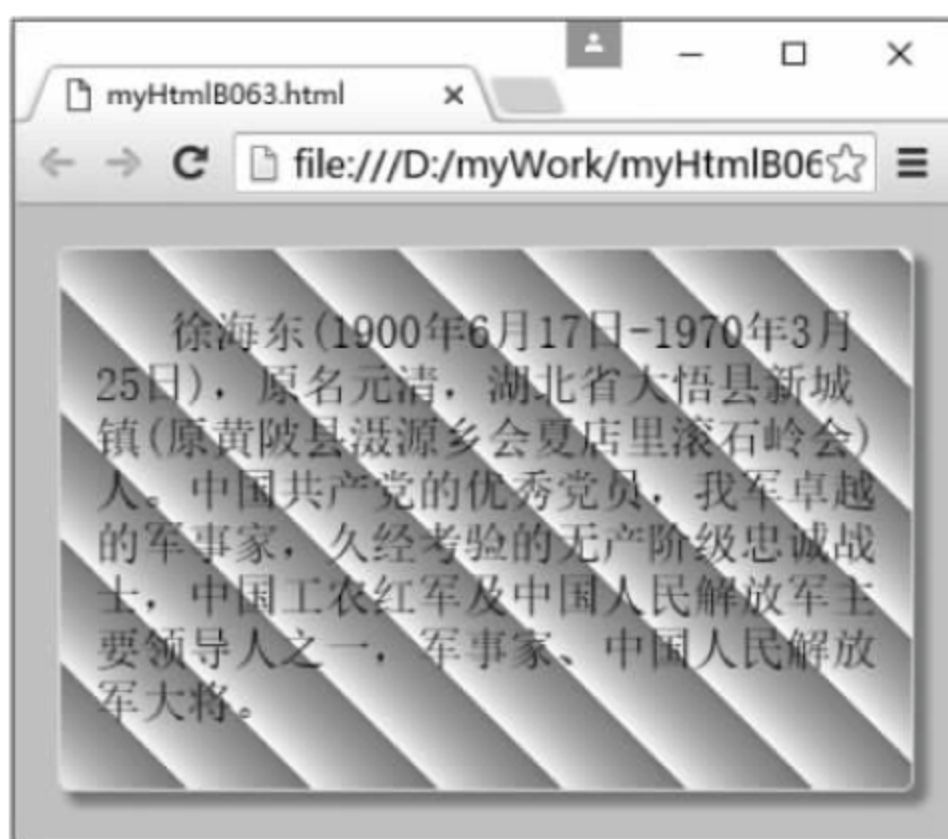 myHtmlB063.html
file:///D:/myWork/myHtmlB06
徐海东(1900年6月17日-1970年3月
25日)，原名元清，湖北省大悟县新城
镇(原黄陂县滠源乡会夏店里滚石岭会)
人。中国共产党的优秀党员，我军卓越
的军事家，久经考验的无产阶级忠诚战
士，中国工农红军及中国人民解放军主
要领导人之一，军事家、中国人民解放
军大将。